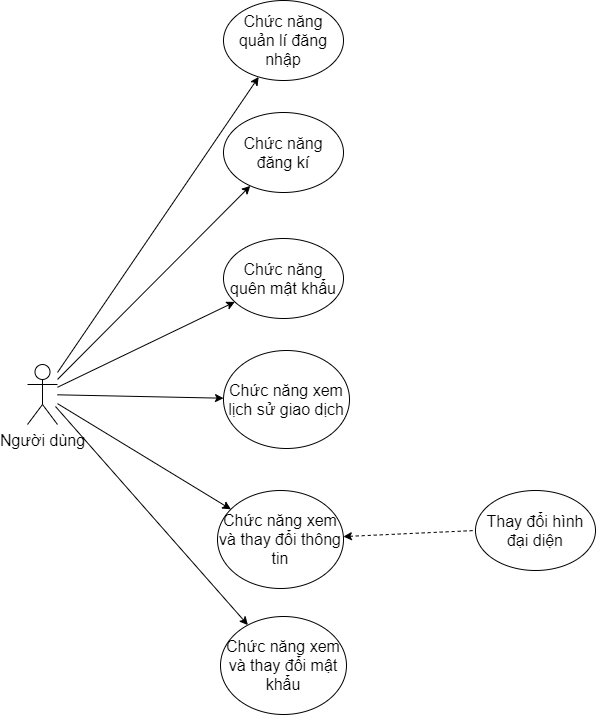 Chức năng
quản lí đăng
nhập
Chức năng
đăng kí
Chức năng
quên mật khẩu
Chức năng xem
lịch sử giao dịch
Người dùng
Chức năng xem
và thay đổi thông
tin
Thay đổi hình
đại diện
Chức năng xem
và thay đổi mật
khẩu